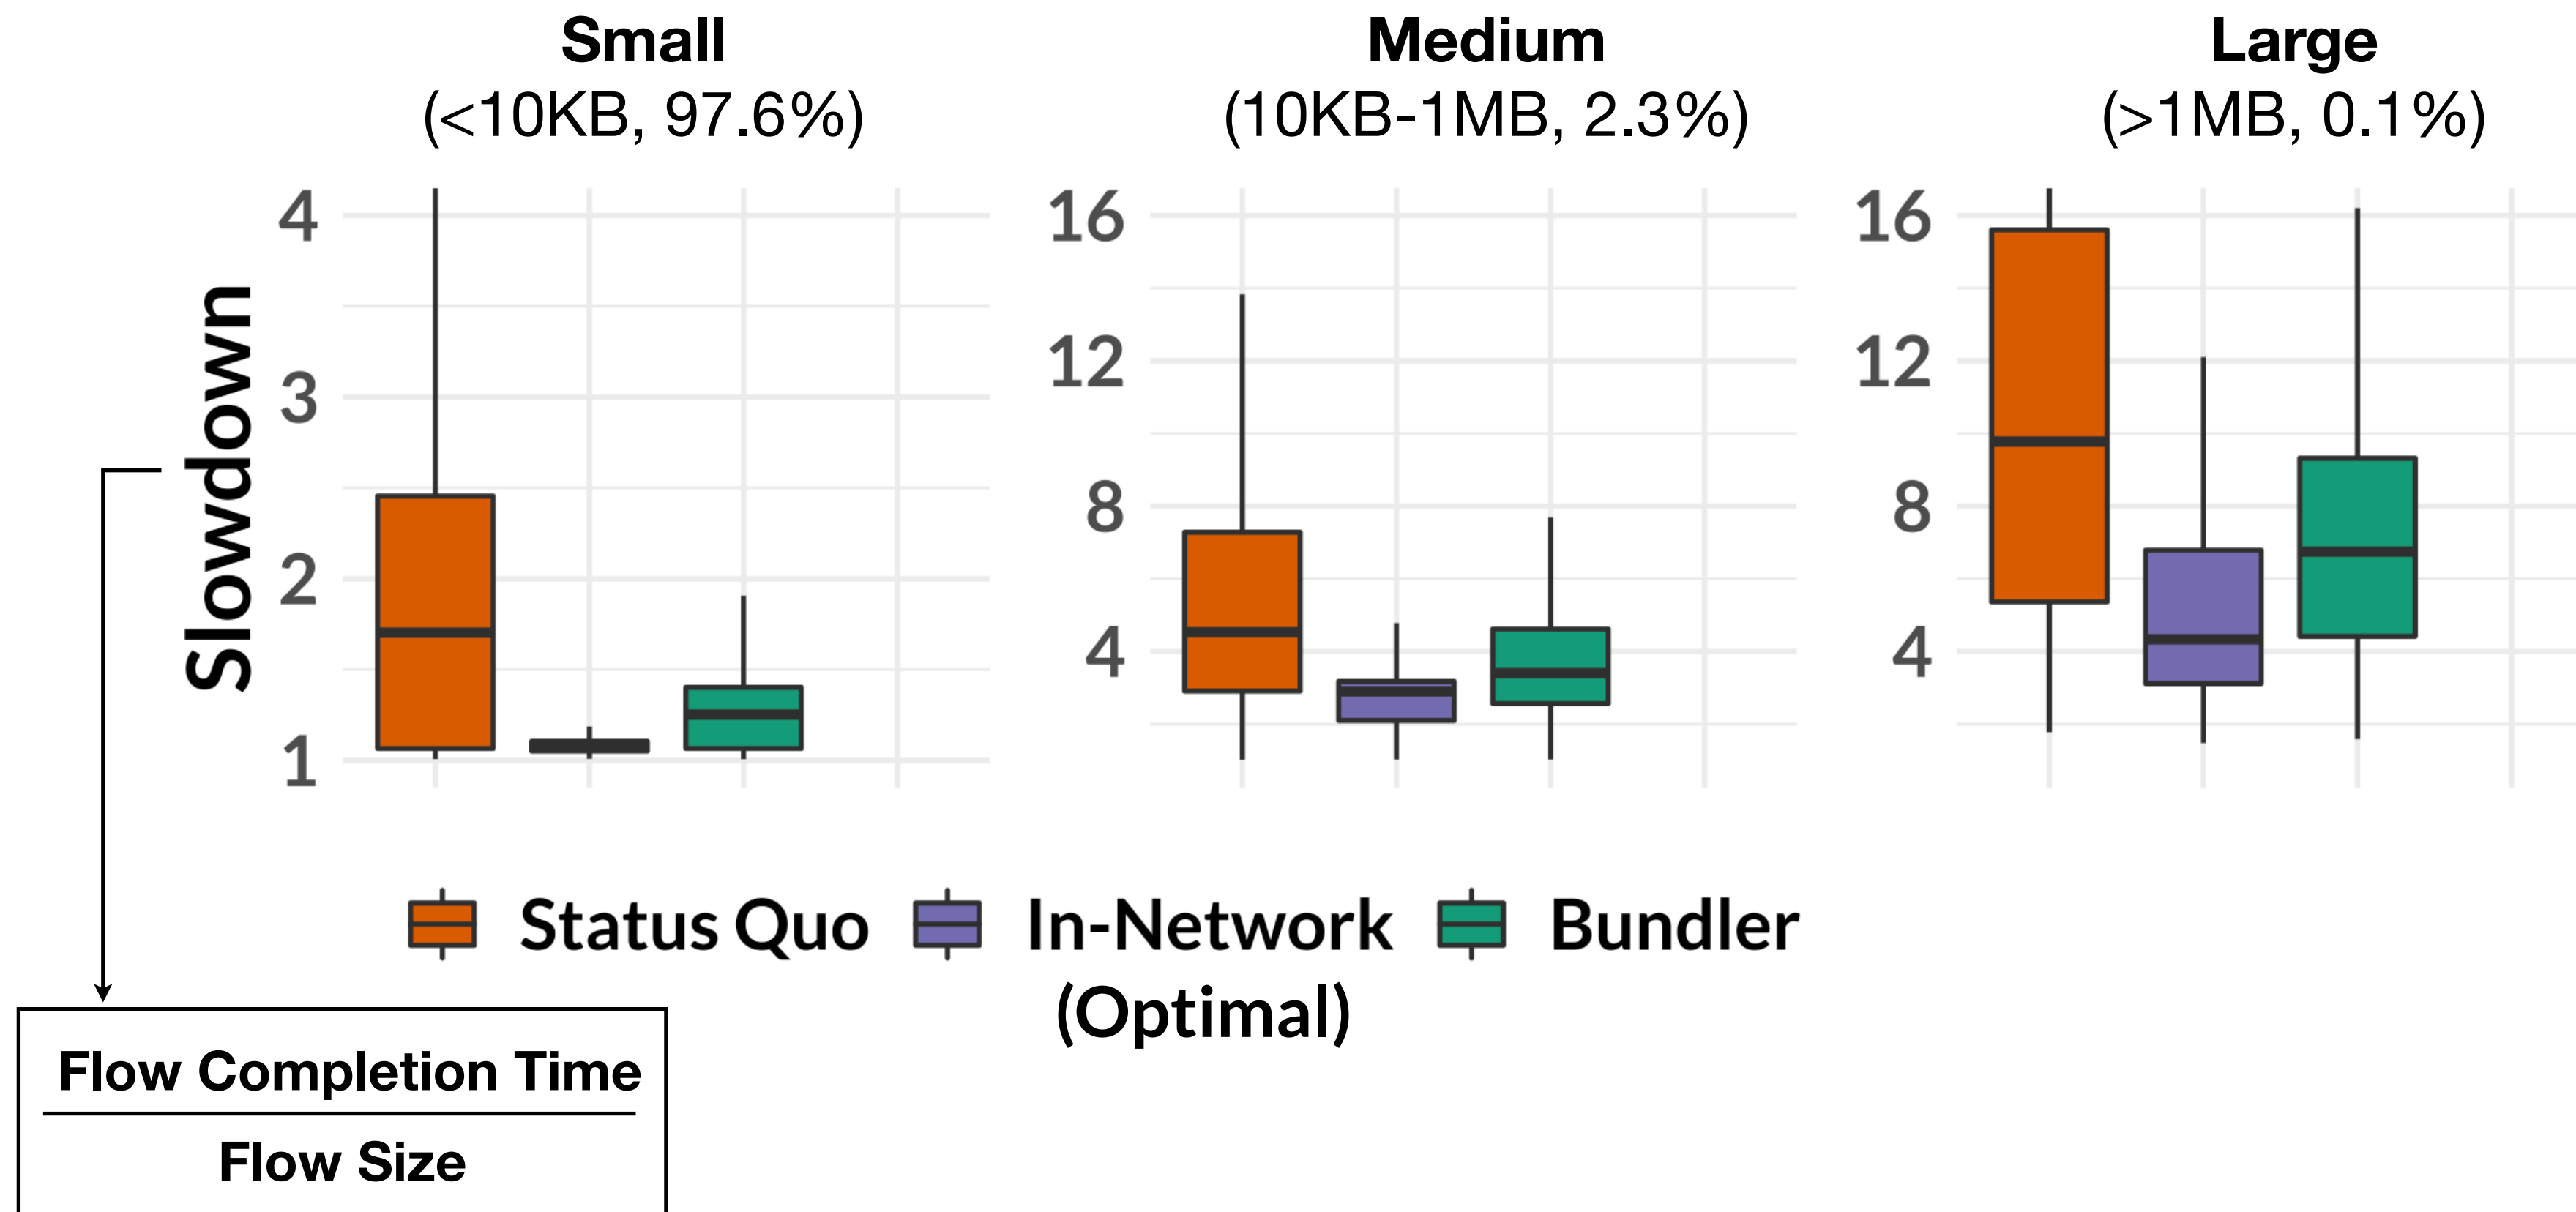 Small
(<10KB, 97.6%)
Medium
(10KB-1MB, 2.3%)
Large
(>1MB, 0.1%)
Slowdown
4
3
2
1
16
12
8
4
16
12
8
4
Status Quo
In-Network
(Optimal)
Bundler
Flow Completion Time
Flow Size